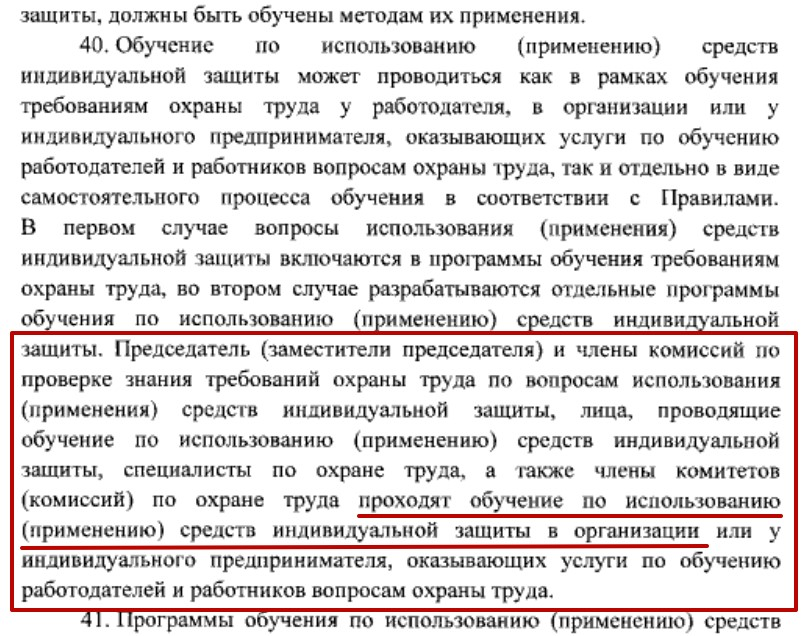 защиты, должны быть обучены методам их применения.
40. Обучение по использованию (применению) средств
индивидуальной защиты может проводиться как в рамках обучения
требованиям охраны труда у работодателя, в организации или у
индивидуального предпринимателя, оказывающих услуги по обучению
работодателей и работников вопросам охраны труда, так и отдельно в виде
самостоятельного процесса обучения в соответствии с Правилами.
В первом случае вопросы использования (применения) средств
индивидуальной защиты включаются в программы обучения требованиям
охраны труда, во втором случае разрабатываются отдельные программы
обучения по использованию (применению) средств индивидуальной
защиты. Председатель (заместители председателя) и члены комиссий по
проверке знания требований охраны труда по вопросам использования
(применения) средств индивидуальной защиты, лица, проводящие
обучение по использованию (применению) средств индивидуальной
защиты, специалисты по охране труда, а также члены комитетов
(комиссий) по охране труда проходят обучение по использованию
(применению) средств индивидуальной защиты в организации или у
индивидуального предпринимателя, оказывающих услуги по обучению
работодателей и работников вопросам охраны труда.
41. Программы обучения по использованию (применению) средств